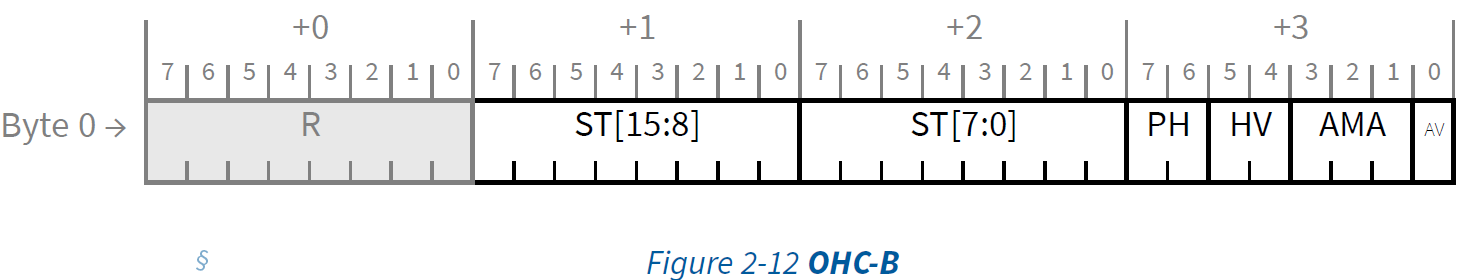 +0 +1 +2 +3
7 6 5 4 3 2 1 0 7 6 5 4 3 2 1 0 7 6 5 4 3 2 1 0 7 6 5 4 3 2 1 0
Byte 0 → R ST[15:8] ST[7:0] PH HV AMA AV
§ Figure 2-12 OHC-B